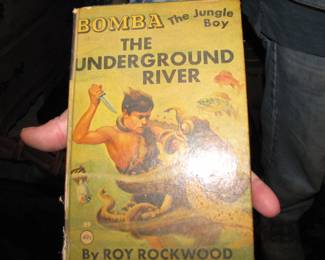 BOMBA The Jungle
Boy
THE
UNDERGROUND
RIVER
By ROY ROCKWOOD